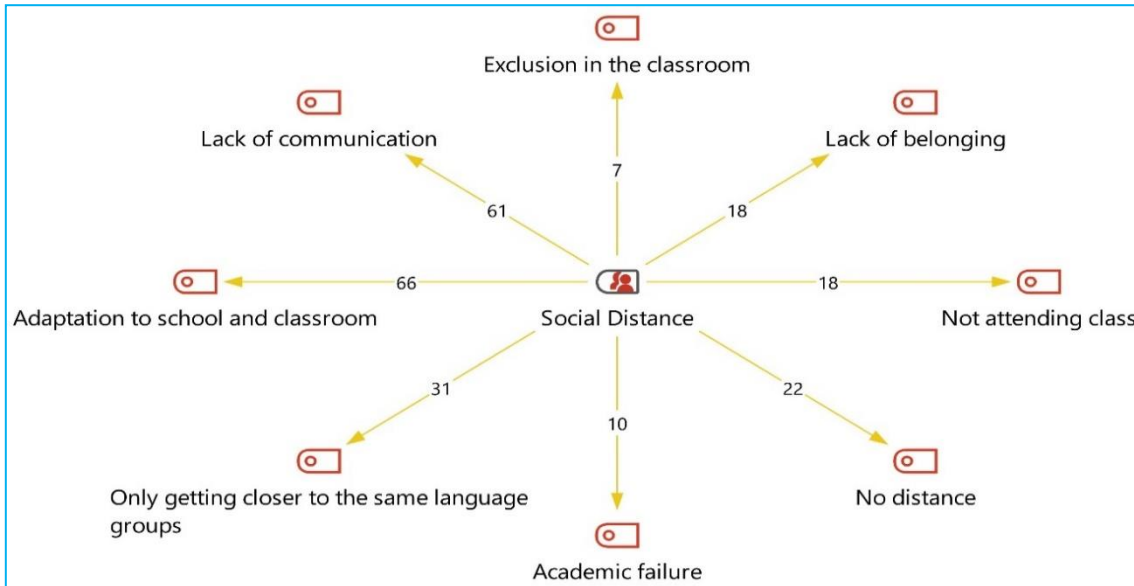 Exclusion in the classroom
Lack of communication
Lack of belonging
7
61
18
66
18
Adaptation to school and classroom
Social Distance
Not attending class
31
22
10
Only getting closer to the same language
groups
No distance
Academic failure